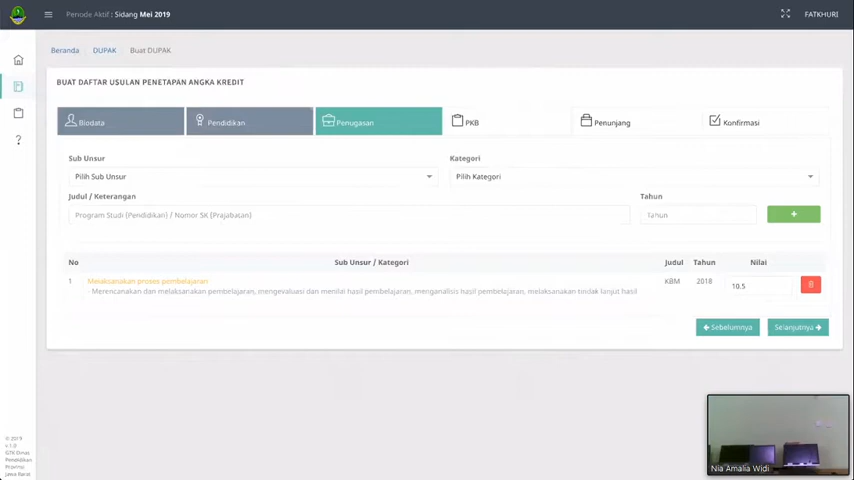 Periode Aktif : Sidang Mei 2019
FATKHURI
Beranda DUPAK Buat DUPAK
BUAT DAFTAR USULAN PENETAPAN ANGKA KREDIT
Biodata Pendidikan Penugasan PKB Penunjang Konfirmasi
Sub Unsur Kategori
Pilih Sub Unsur Pilih Kategori
Judul / Keterangan Tahun
Program Studi (Pendidikan) / Nomor SK (Prajabatan) Tahun +
No Sub Unsur / Kategori Judul Tahun Nilai
1 Melaksanakan proses pembelajaran KBM 2018 10.5
- Merencanakan dan melaksanakan pembelajaran, mengevaluasi dan menilai hasil pembelajaran, menganalisis hasil pembelajaran, melaksanakan tindak lanjut hasil
Sebelumnya Selanjutnya
© 2019
v.1.0
GTK Dinas
Pendidikan
Provinsi
Jawa Barat
Nia Amalia Widi